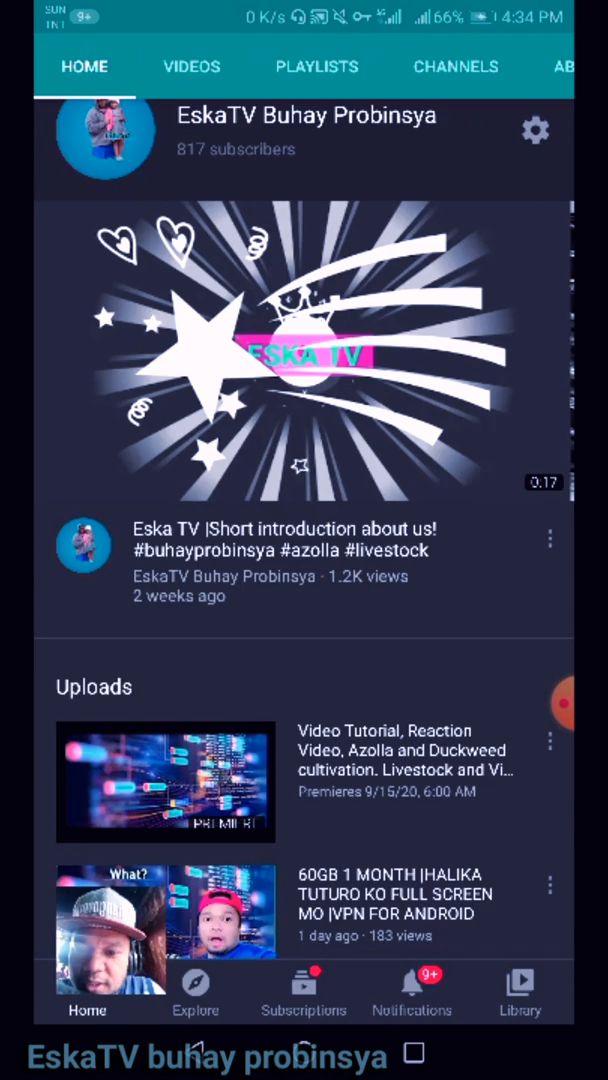 SUN
TNT
9+
0 K/s
66%
4:34 PM
HOME
VIDEOS
PLAYLISTS
CHANNELS
AB
EskaTV Buhay Probinsya
817 subscribers
ESKA TV
0:17
Eska TV |Short introduction about us!
#buhayprobinsya #azolla #livestock
EskaTV Buhay Probinsya · 1.2K views
2 weeks ago
Uploads
Video Tutorial, Reaction
Video, Azolla and Duckweed
cultivation. Livestock and Vi...
Premieres 9/15/20, 6:00 AM
PREMIERE
What?
60GB 1 MONTH |HALIKA
TUTURO KO FULL SCREEN
MO |VPN FOR ANDROID
1 day ago · 183 views
9+
Home
Explore
Subscriptions
Notifications
Library
EskaTV buhay probinsya